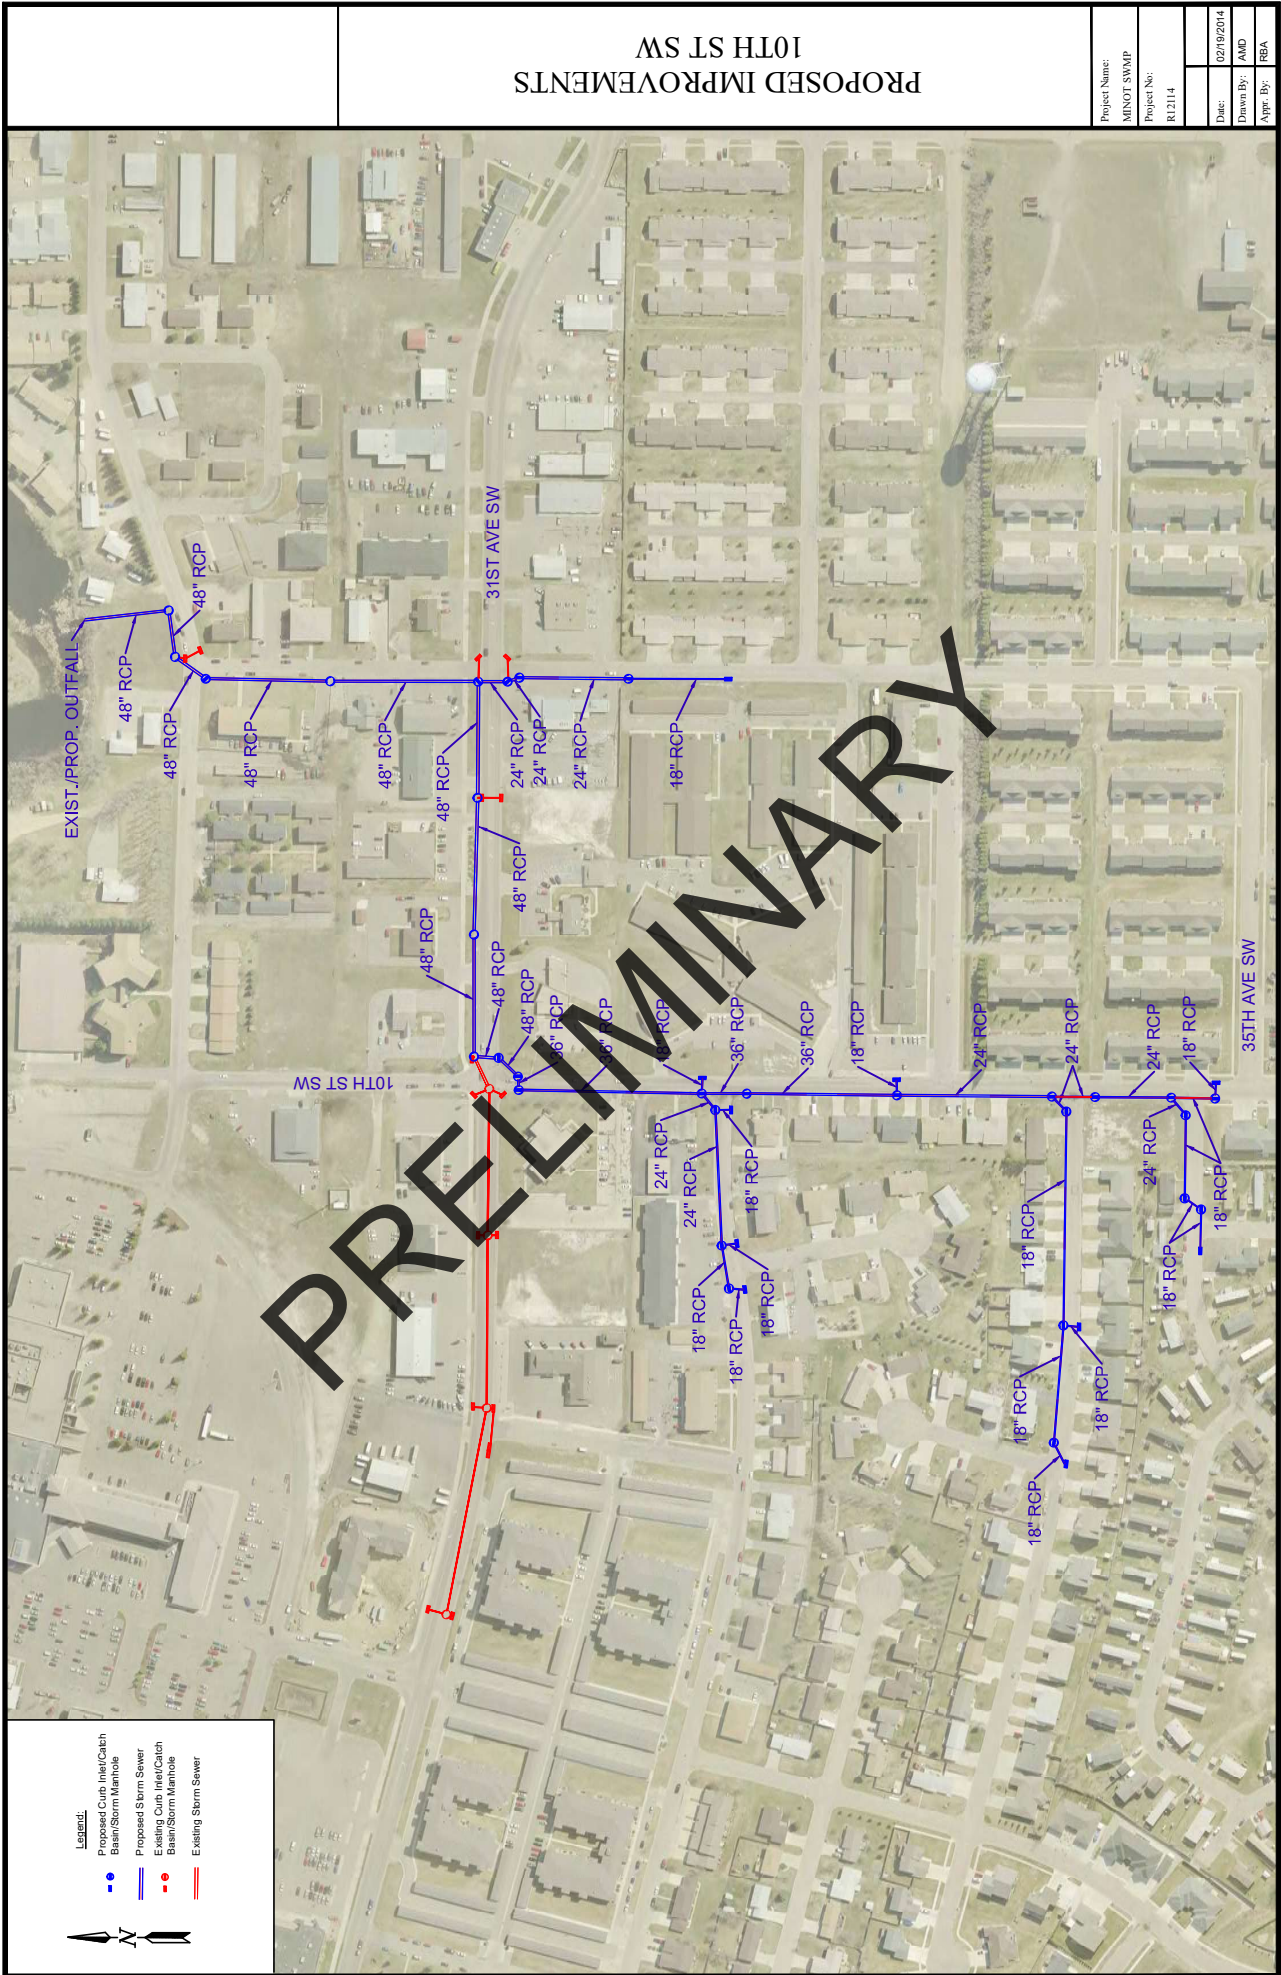 PROPOSED IMPROVEMENTS
10TH ST SW
Project Name:
MINOT SWMP
Project No:
R12114
Date:
02/19/2014
Drawn By:
AMD
Appr. By:
RBA
EXIST./PROP. OUTFALL
48" RCP
48" RCP
48" RCP
48" RCP
48" RCP
31ST AVE SW
48" RCP
24" RCP
24" RCP
24" RCP
18" RCP
48" RCP
48" RCP
48" RCP
48" RCP
36" RCP
36" RCP
18" RCP
36" RCP
36" RCP
18" RCP
24" RCP
24" RCP
24" RCP
18" RCP
35TH AVE SW
10TH ST SW
24" RCP
24" RCP
18" RCP
18" RCP
18" RCP
18" RCP
24" RCP
18" RCP
18" RCP
18" RCP
18" RCP
18" RCP
18" RCP
PRELIMINARY
Legend:
Proposed Curb Inlet/Catch
Basin/Storm Manhole
Proposed Storm Sewer
Existing Curb Inlet/Catch
Basin/Storm Manhole
Existing Storm Sewer
N